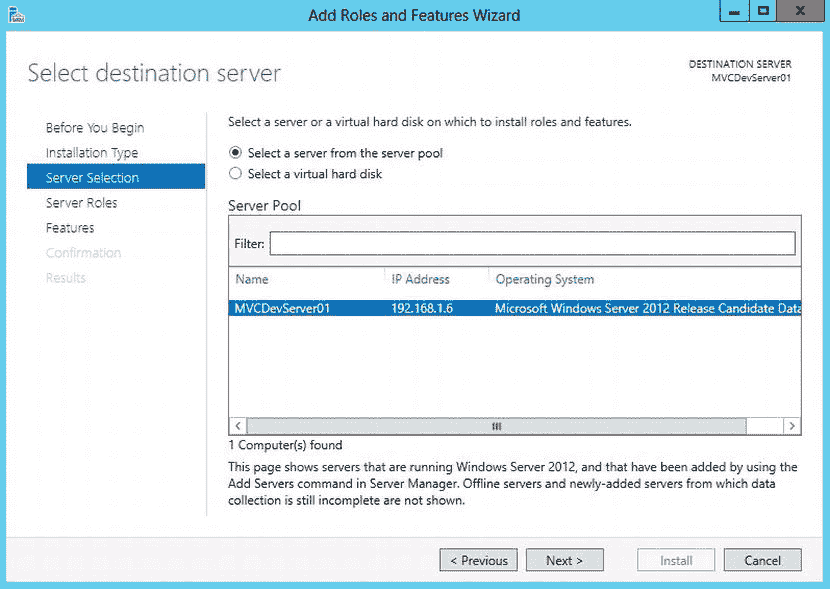 Add Roles and Features Wizard
Select destination server
DESTINATION SERVER
MVCDevServer01
Before You Begin
Installation Type
Server Selection
Server Roles
Features
Confirmation
Results
Select a server or a virtual hard disk on which to install roles and features.
Select a server from the server pool
Select a virtual hard disk
Server Pool
Filter:
Name IP Address Operating System
MVCDevServer01 192.168.1.6 Microsoft Windows Server 2012 Release Candidate Data
1 Computer(s) found
This page shows servers that are running Windows Server 2012, and that have been added by using the
Add Servers command in Server Manager. Offline servers and newly-added servers from which data
collection is still incomplete are not shown.
< Previous Next > Install Cancel